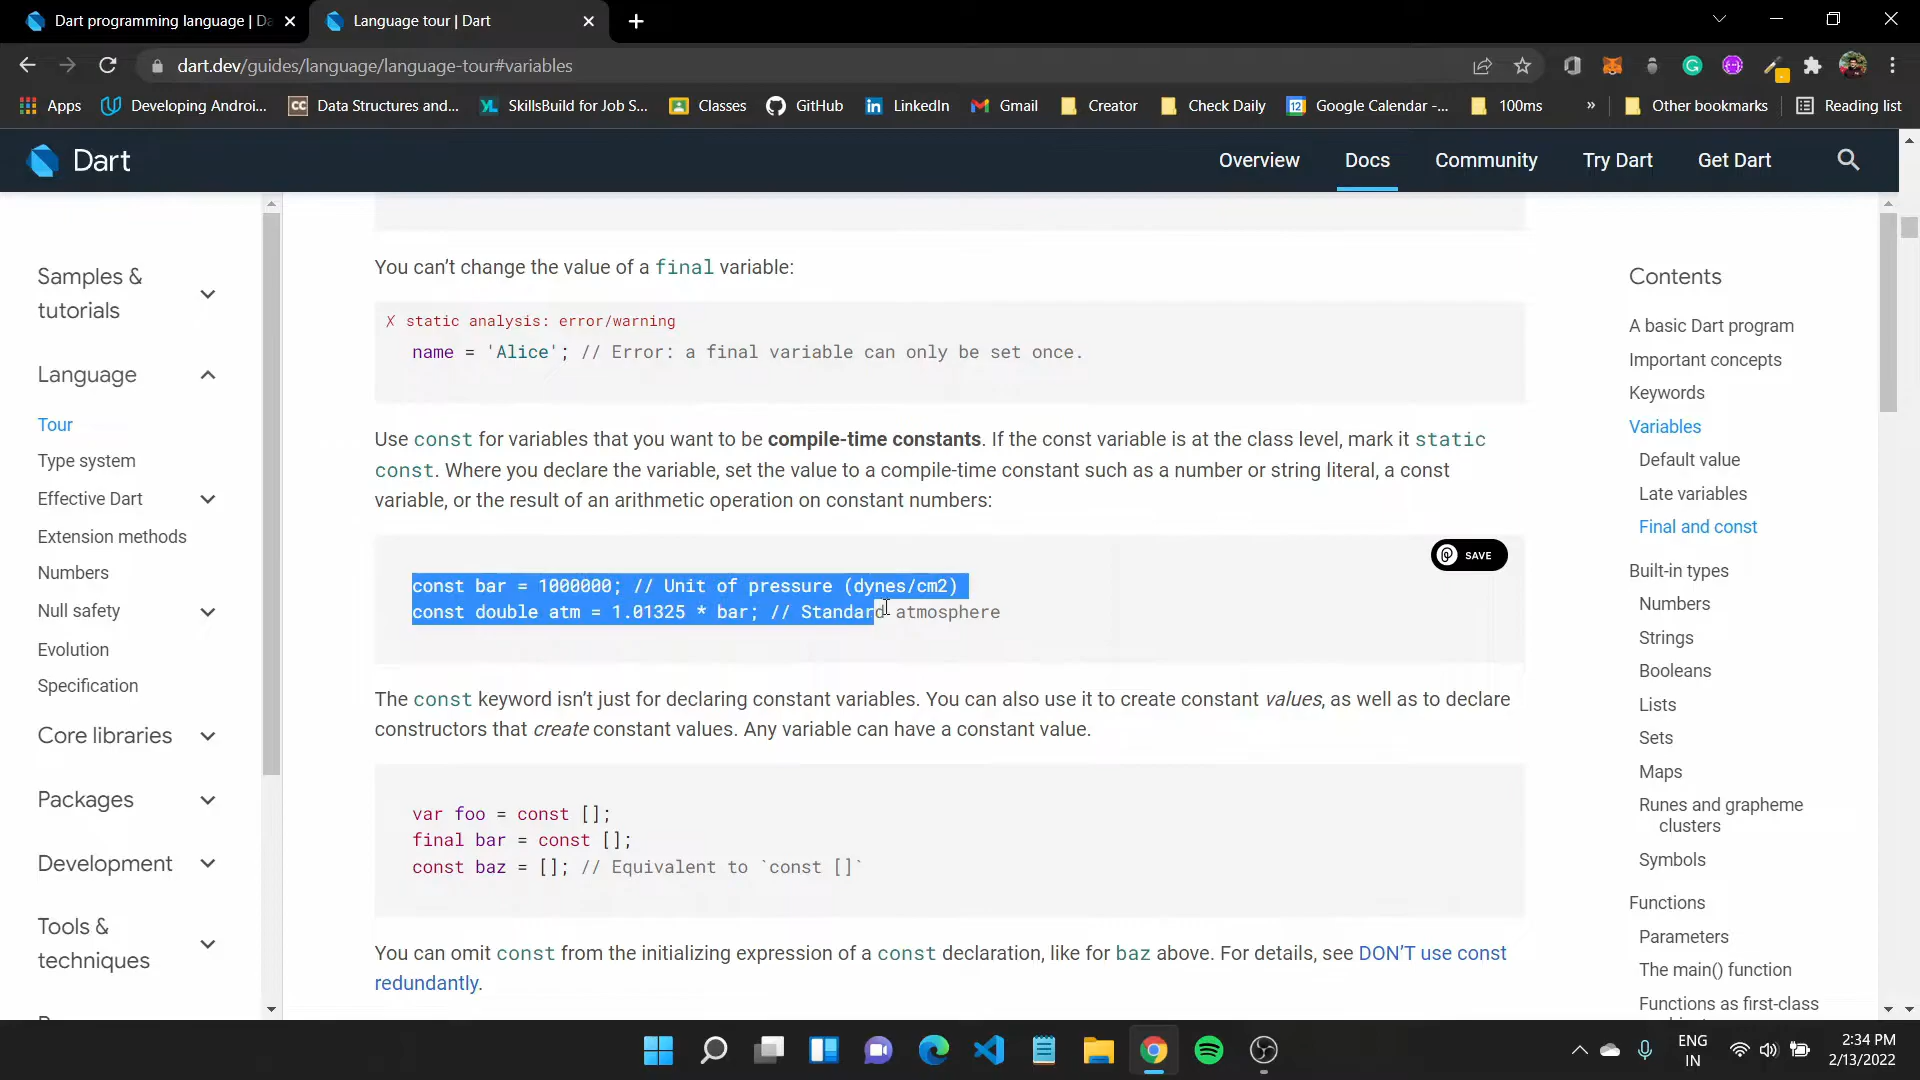 Dart programming language | Da
Language tour | Dart
dart.dev/guides/language/language-tour#variables
Apps
Developing Androi...
CC
Data Structures and...
YL
SkillsBuild for Job S...
Classes
GitHub
in
LinkedIn
Gmail
Creator
Check Daily
12
Google Calendar -...
100ms
»
Other bookmarks
Reading list
Dart
Overview
Docs
Community
Try Dart
Get Dart
Samples &
tutorials
Language
Tour
Type system
Effective Dart
Extension methods
Numbers
Null safety
Evolution
Specification
Core libraries
Packages
Development
Tools &
techniques
You can’t change the value of a final variable:
✗ static analysis: error/warning
name = 'Alice'; // Error: a final variable can only be set once.
Use const for variables that you want to be compile-time constants. If the const variable is at the class level, mark it static
const. Where you declare the variable, set the value to a compile-time constant such as a number or string literal, a const
variable, or the result of an arithmetic operation on constant numbers:
SAVE
const bar = 1000000; // Unit of pressure (dynes/cm2)
const double atm = 1.01325 * bar; // Standard atmosphere
The const keyword isn’t just for declaring constant variables. You can also use it to create constant values, as well as to declare
constructors that create constant values. Any variable can have a constant value.
var foo = const [];
final bar = const [];
const baz = []; // Equivalent to `const []`
You can omit const from the initializing expression of a const declaration, like for baz above. For details, see DON’T use const
redundantly.
Contents
A basic Dart program
Important concepts
Keywords
Variables
Default value
Late variables
Final and const
Built-in types
Numbers
Strings
Booleans
Lists
Sets
Maps
Runes and grapheme
clusters
Symbols
Functions
Parameters
The main() function
Functions as first-class
ENG
IN
2:34 PM
2/13/2022